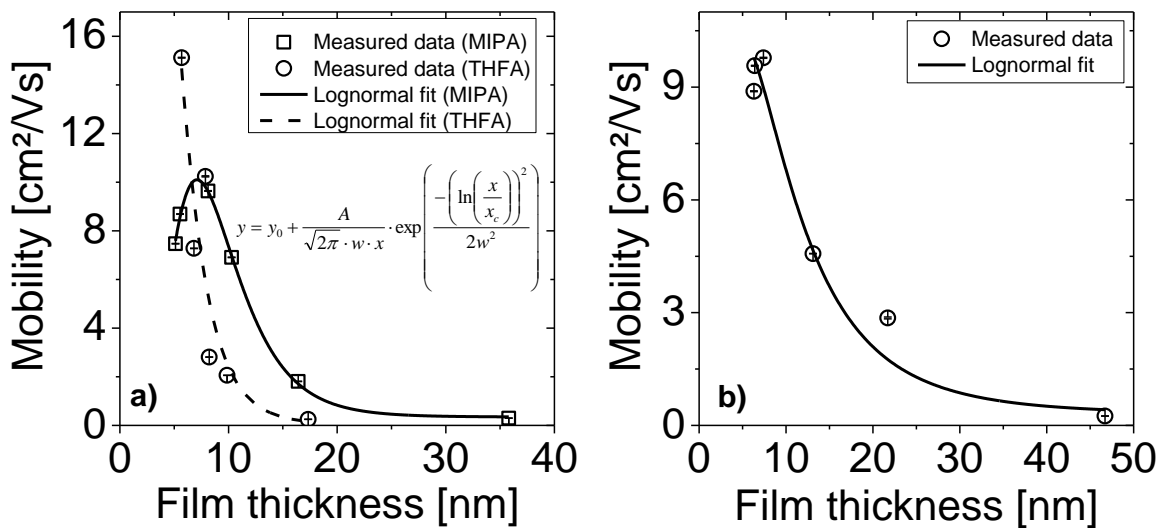 Mobility [cm²/Vs]
16
12
8
4
0
Measured data (MIPA)
Measured data (THFA)
Lognormal fit (MIPA)
Lognormal fit (THFA)
y = y₀ + A / (√2π · w · x) · exp( −( ln( x / x_c ) )² / 2w² )
a)
0 10 20 30 40
Film thickness [nm]
Mobility [cm²/Vs]
9
6
3
0
Measured data
Lognormal fit
b)
0 10 20 30 40 50
Film thickness [nm]